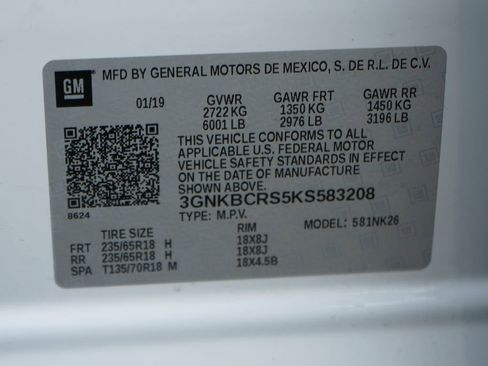 GM
MFD BY GENERAL MOTORS DE MEXICO, S. DE R.L. DE C.V.
01/19 GVWR GAWR FRT GAWR RR
2722 KG 1350 KG 1450 KG
6001 LB 2976 LB 3196 LB
THIS VEHICLE CONFORMS TO ALL
APPLICABLE U.S. FEDERAL MOTOR
VEHICLE SAFETY STANDARDS IN EFFECT
ON THE DATE OF MANUFACTURE
8624
3GNKBCRS5KS583208
TYPE: M.P.V. MODEL: 581NK26
TIRE SIZE RIM
FRT 235/65R18 H 18X8J
RR 235/65R18 H 18X8J
SPA T135/70R18 M 18X4.5B